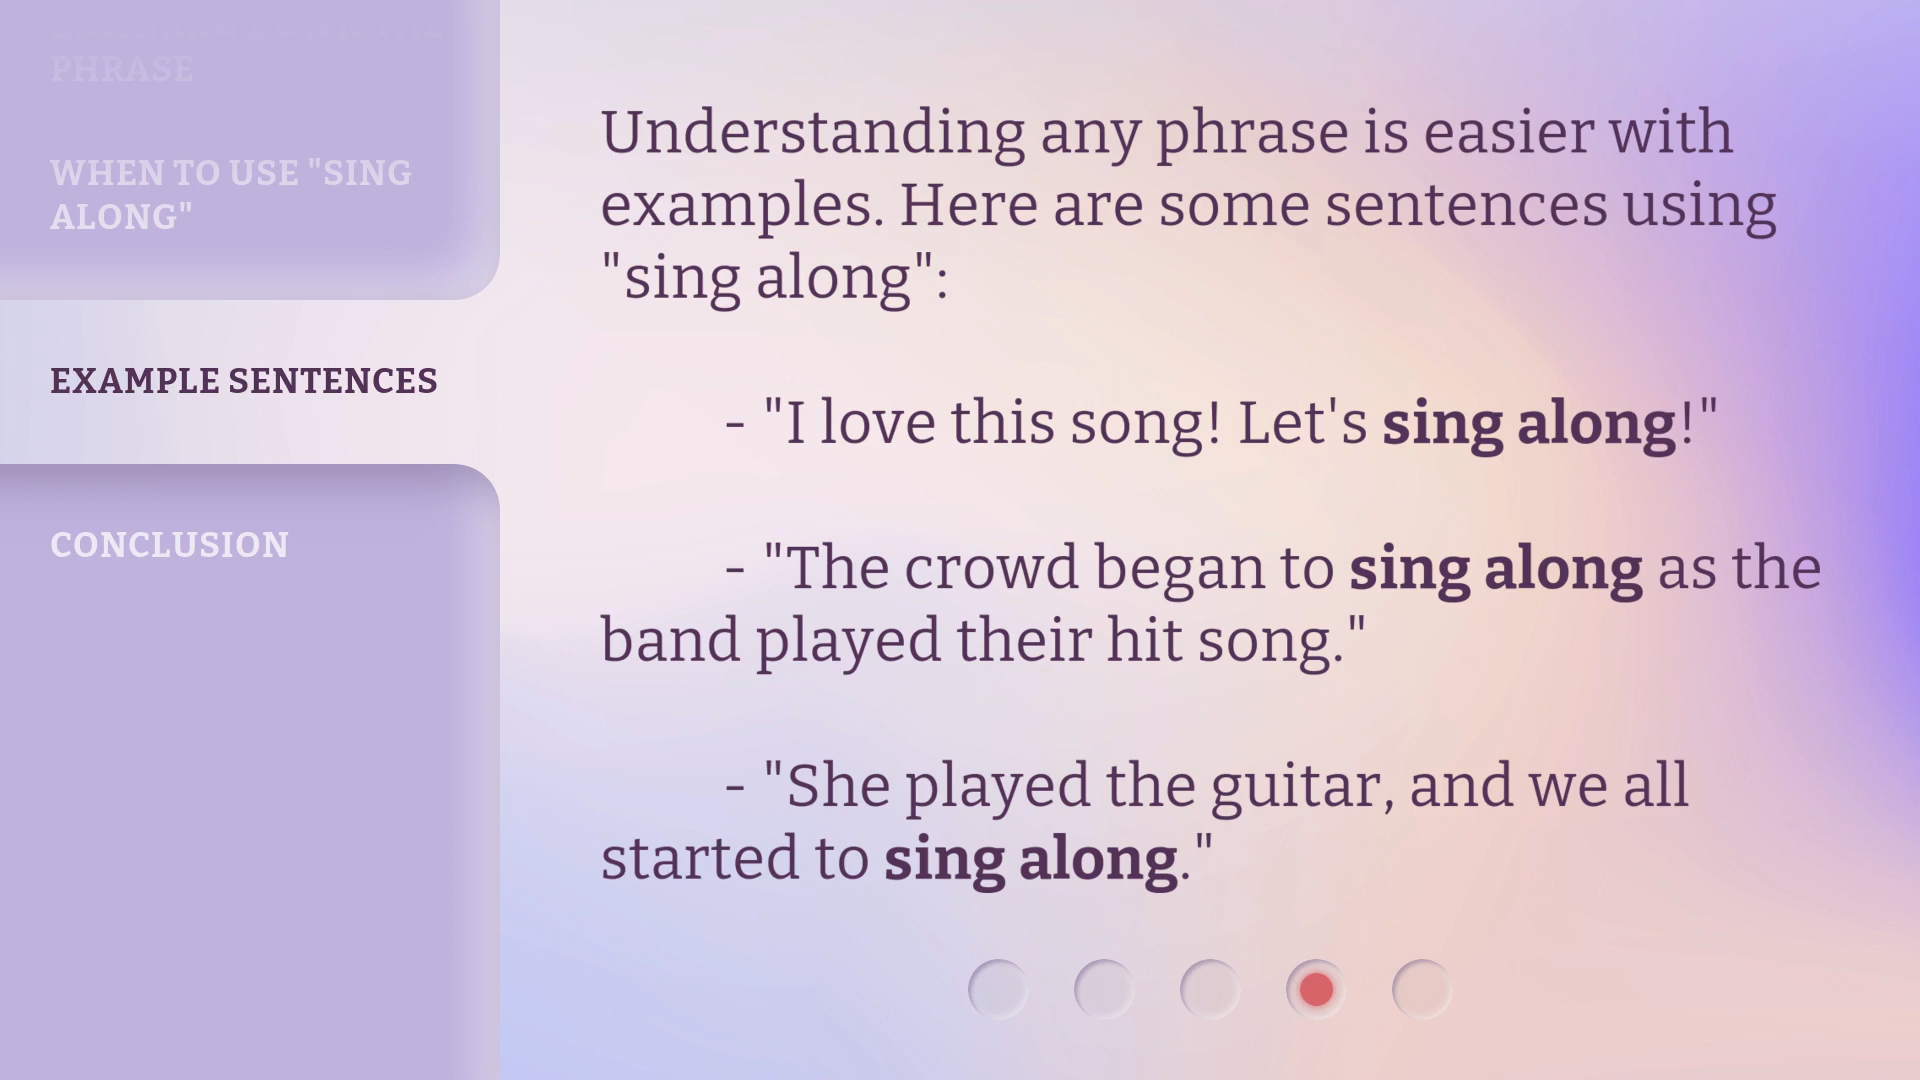 PHRASE
WHEN TO USE "SING
ALONG"
EXAMPLE SENTENCES
CONCLUSION
Understanding any phrase is easier with
examples. Here are some sentences using
"sing along":
- "I love this song! Let's sing along!"
- "The crowd began to sing along as the
band played their hit song."
- "She played the guitar, and we all
started to sing along."